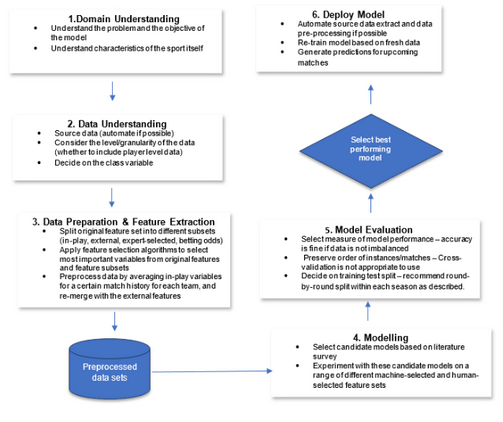 1.Domain Understanding
• Understand the problem and the objective of
the model
• Understand characteristics of the sport itself
2. Data Understanding
• Source data (automate if possible)
• Consider the level/granularity of the data
(whether to include player level data)
• Decide on the class variable
3. Data Preparation & Feature Extraction
• Split original feature set into different subsets
(in-play, external, expert-selected, betting odds)
• Apply feature selection algorithms to select
most important variables from original features
and feature subsets
• Preprocess data by averaging in-play variables
for a certain match history for each team, and
re-merge with the external features
Preprocessed
data sets
4. Modelling
• Select candidate models based on literature
survey
• Experiment with these candidate models on a
range of different machine-selected and human-
selected feature sets
5. Model Evaluation
• Select measure of model performance – accuracy
is fine if data is not imbalanced
• Preserve order of instances/matches – Cross-
validation is not appropriate to use
• Decide on training test split – recommend round-
by-round split within each season as described.
Select best
performing
model
6. Deploy Model
• Automate source data extract and data
pre-processing if possible
• Re-train model based on fresh data
• Generate predictions for upcoming
matches